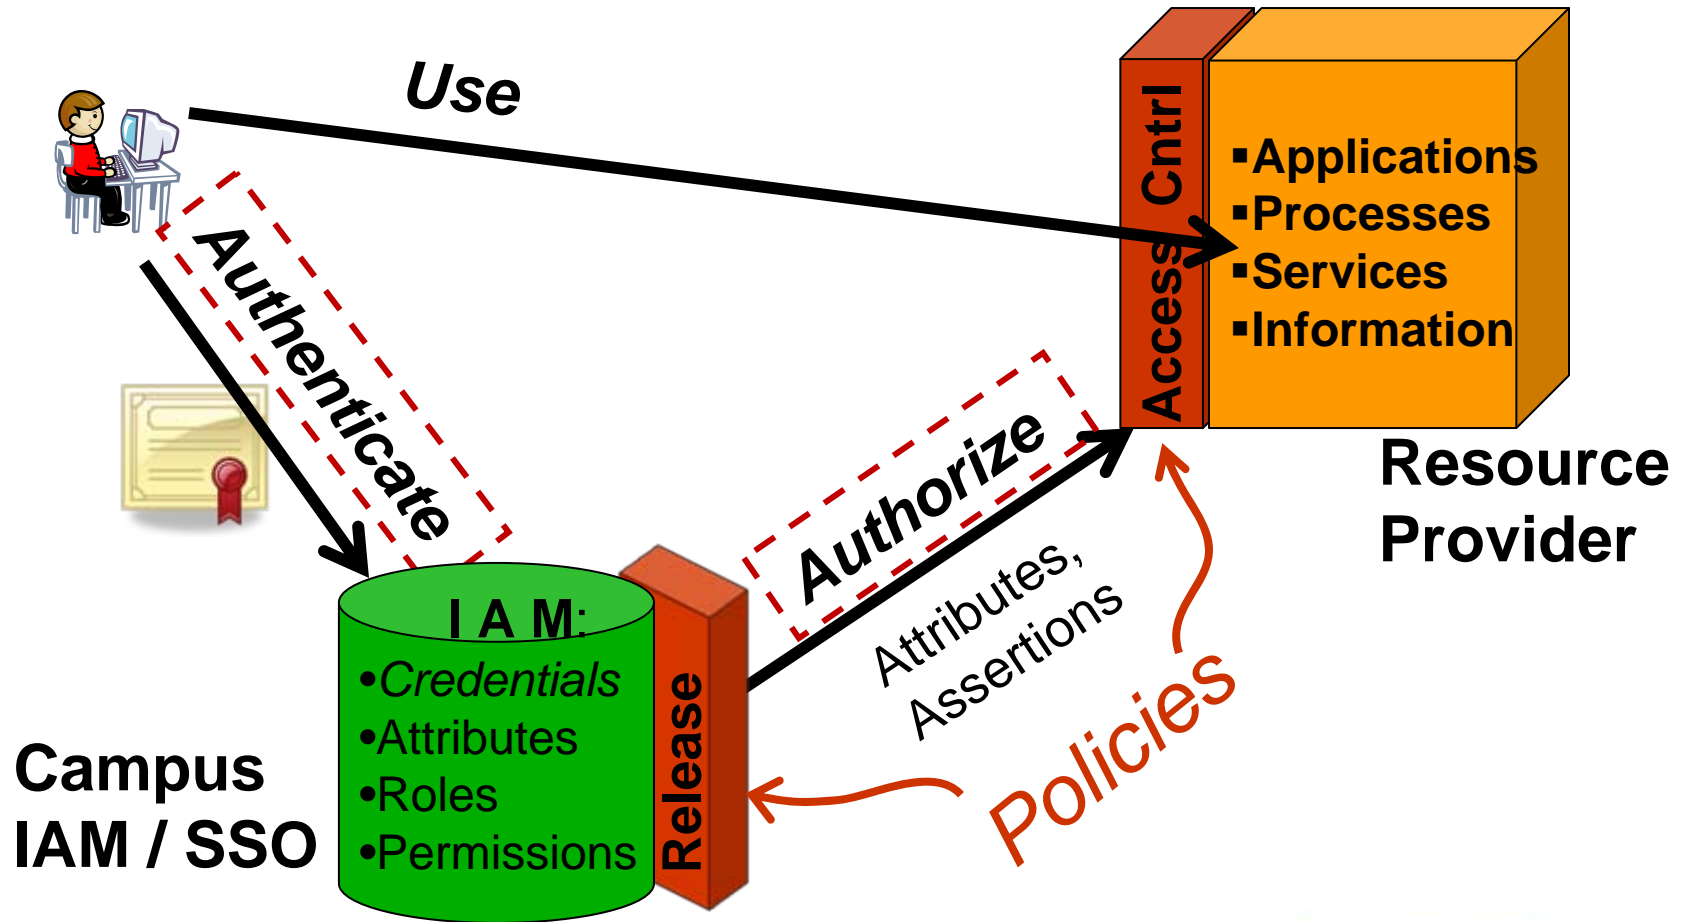 Use
Access Cntrl
▪Applications
▪Processes
▪Services
▪Information
Resource
Provider
Authenticate
Authorize
Attributes,
Assertions
Policies
I A M:
•Credentials
•Attributes
•Roles
•Permissions
Release
Campus
IAM / SSO